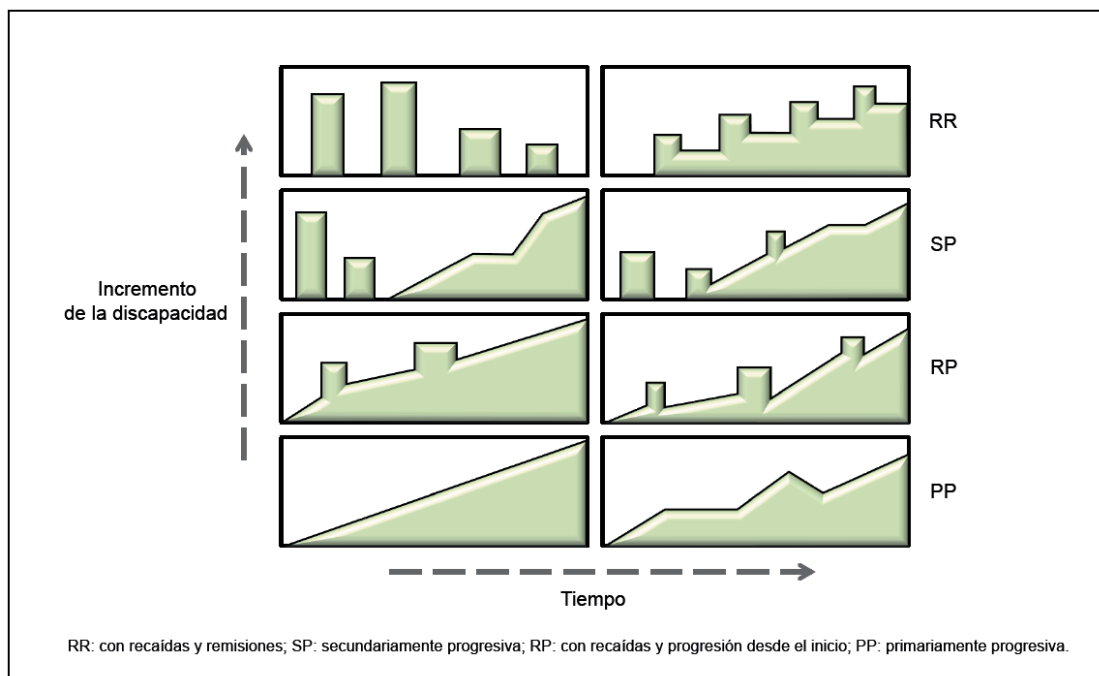 RR
SP
Incremento
de la discapacidad
RP
PP
Tiempo
RR: con recaídas y remisiones; SP: secundariamente progresiva; RP: con recaídas y progresión desde el inicio; PP: primariamente progresiva.